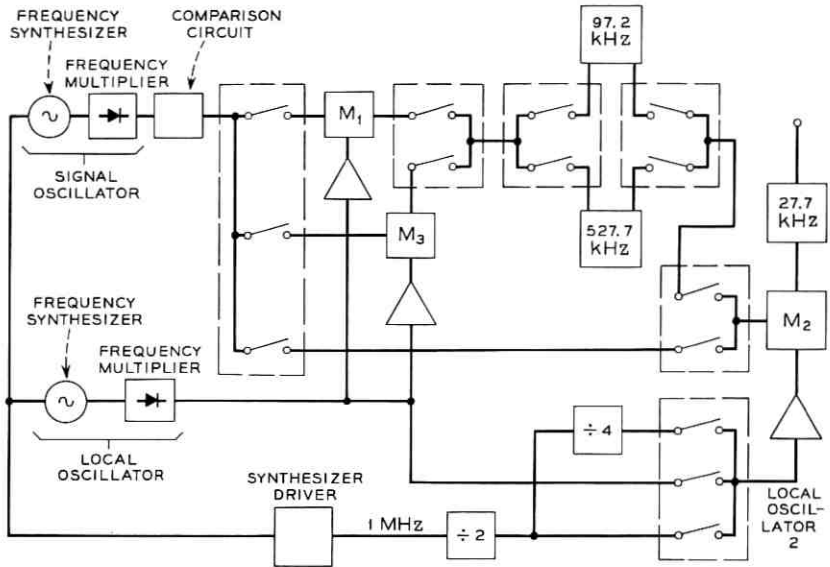 FREQUENCY
SYNTHESIZER
COMPARISON
CIRCUIT
FREQUENCY
MULTIPLIER
SIGNAL
OSCILLATOR
M1
M3
97.2
kHz
527.7
kHz
27.7
kHz
M2
FREQUENCY
SYNTHESIZER
FREQUENCY
MULTIPLIER
LOCAL
OSCILLATOR
SYNTHESIZER
DRIVER
1 MHz
÷2
÷4
LOCAL
OSCIL-
LATOR
2